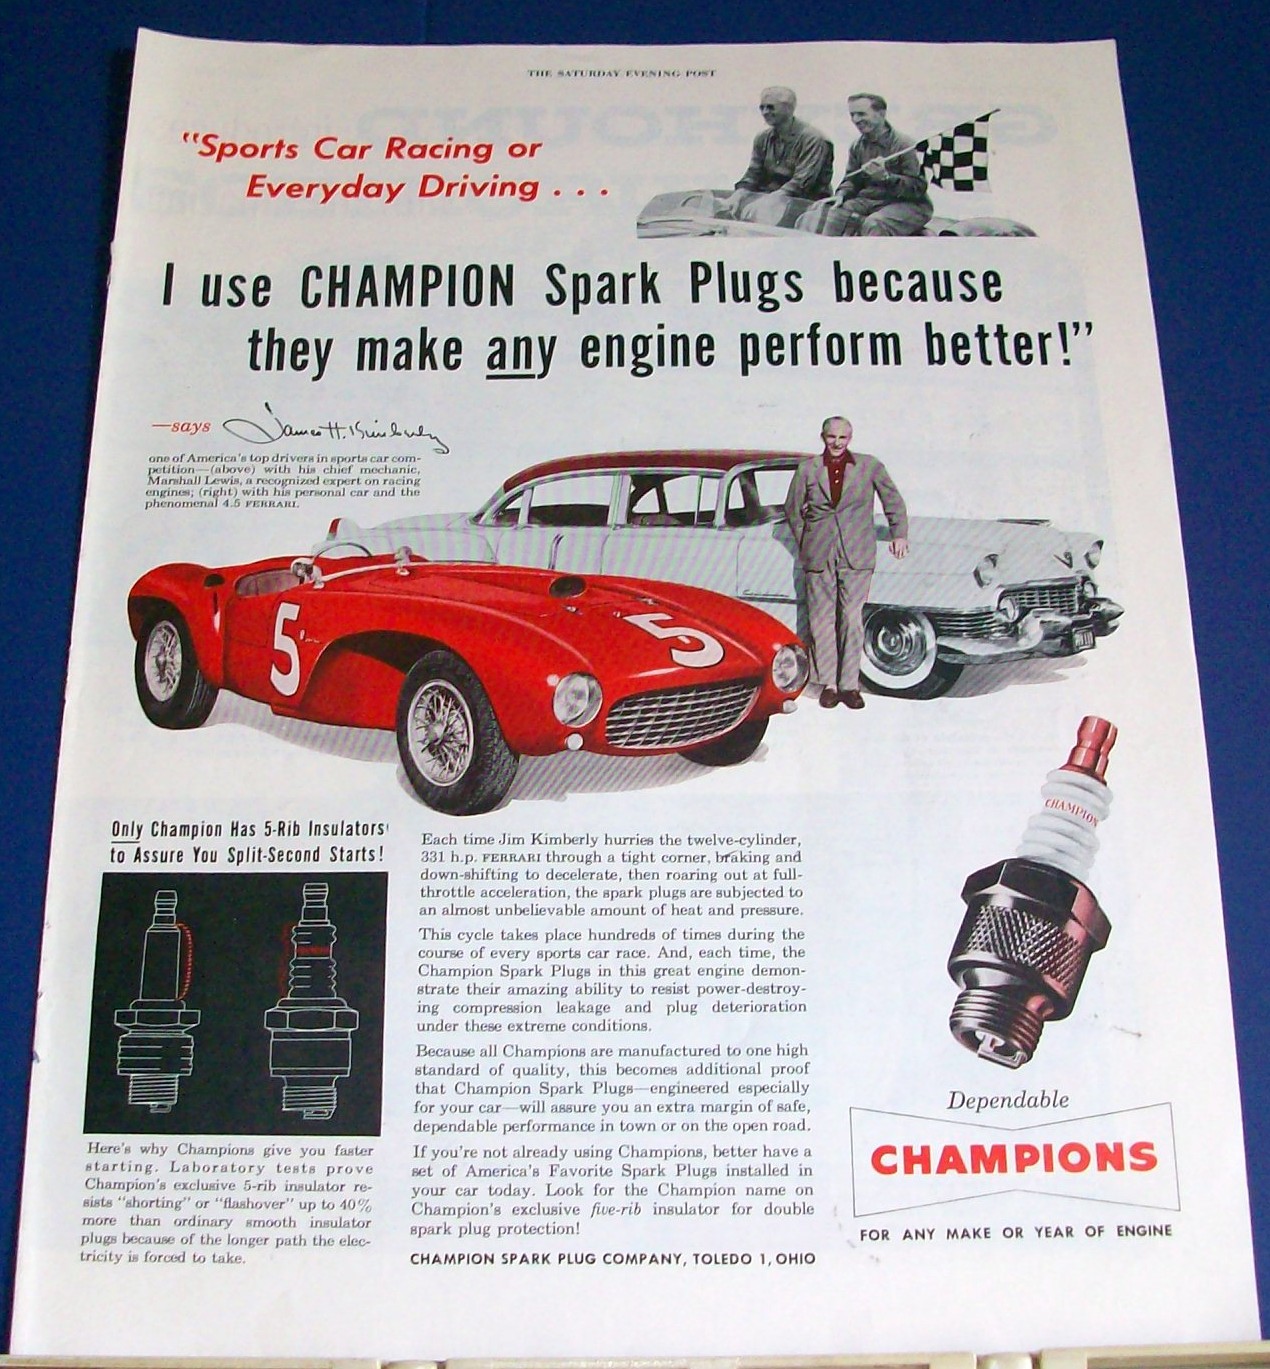 THE SATURDAY EVENING POST
"Sports Car Racing or
Everyday Driving . . .
I use CHAMPION Spark Plugs because
they make any engine perform better!"
—says James H. Kimberly
one of America's top drivers in sports car com-
petition—(above) with his chief mechanic,
Marshall Lewis, a recognized expert on racing
engines; (right) with his personal car and the
phenomenal 4.5 FERRARI.
5
5
CHAMPION
Only Champion Has 5-Rib Insulators
to Assure You Split-Second Starts!
Here's why Champions give you faster
starting. Laboratory tests prove
Champion's exclusive 5-rib insulator re-
sists "shorting" or "flashover" up to 40%
more than ordinary smooth insulator
plugs because of the longer path the elec-
tricity is forced to take.
Each time Jim Kimberly hurries the twelve-cylinder,
331 h.p. FERRARI through a tight corner, braking and
down-shifting to decelerate, then roaring out at full-
throttle acceleration, the spark plugs are subjected to
an almost unbelievable amount of heat and pressure.
This cycle takes place hundreds of times during the
course of every sports car race. And, each time, the
Champion Spark Plugs in this great engine demon-
strate their amazing ability to resist power-destroy-
ing compression leakage and plug deterioration
under these extreme conditions.
Because all Champions are manufactured to one high
standard of quality, this becomes additional proof
that Champion Spark Plugs—engineered especially
for your car—will assure you an extra margin of safe,
dependable performance in town or on the open road.
If you're not already using Champions, better have a
set of America's Favorite Spark Plugs installed in
your car today. Look for the Champion name on
Champion's exclusive five-rib insulator for double
spark plug protection!
CHAMPION SPARK PLUG COMPANY, TOLEDO 1, OHIO
Dependable
CHAMPIONS
FOR ANY MAKE OR YEAR OF ENGINE